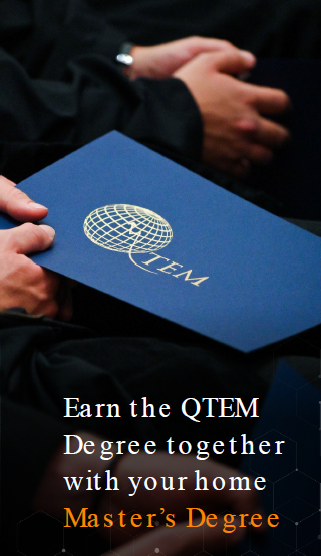 QTEM
Earn the QTEM
Degree together
with your home
Master's Degree